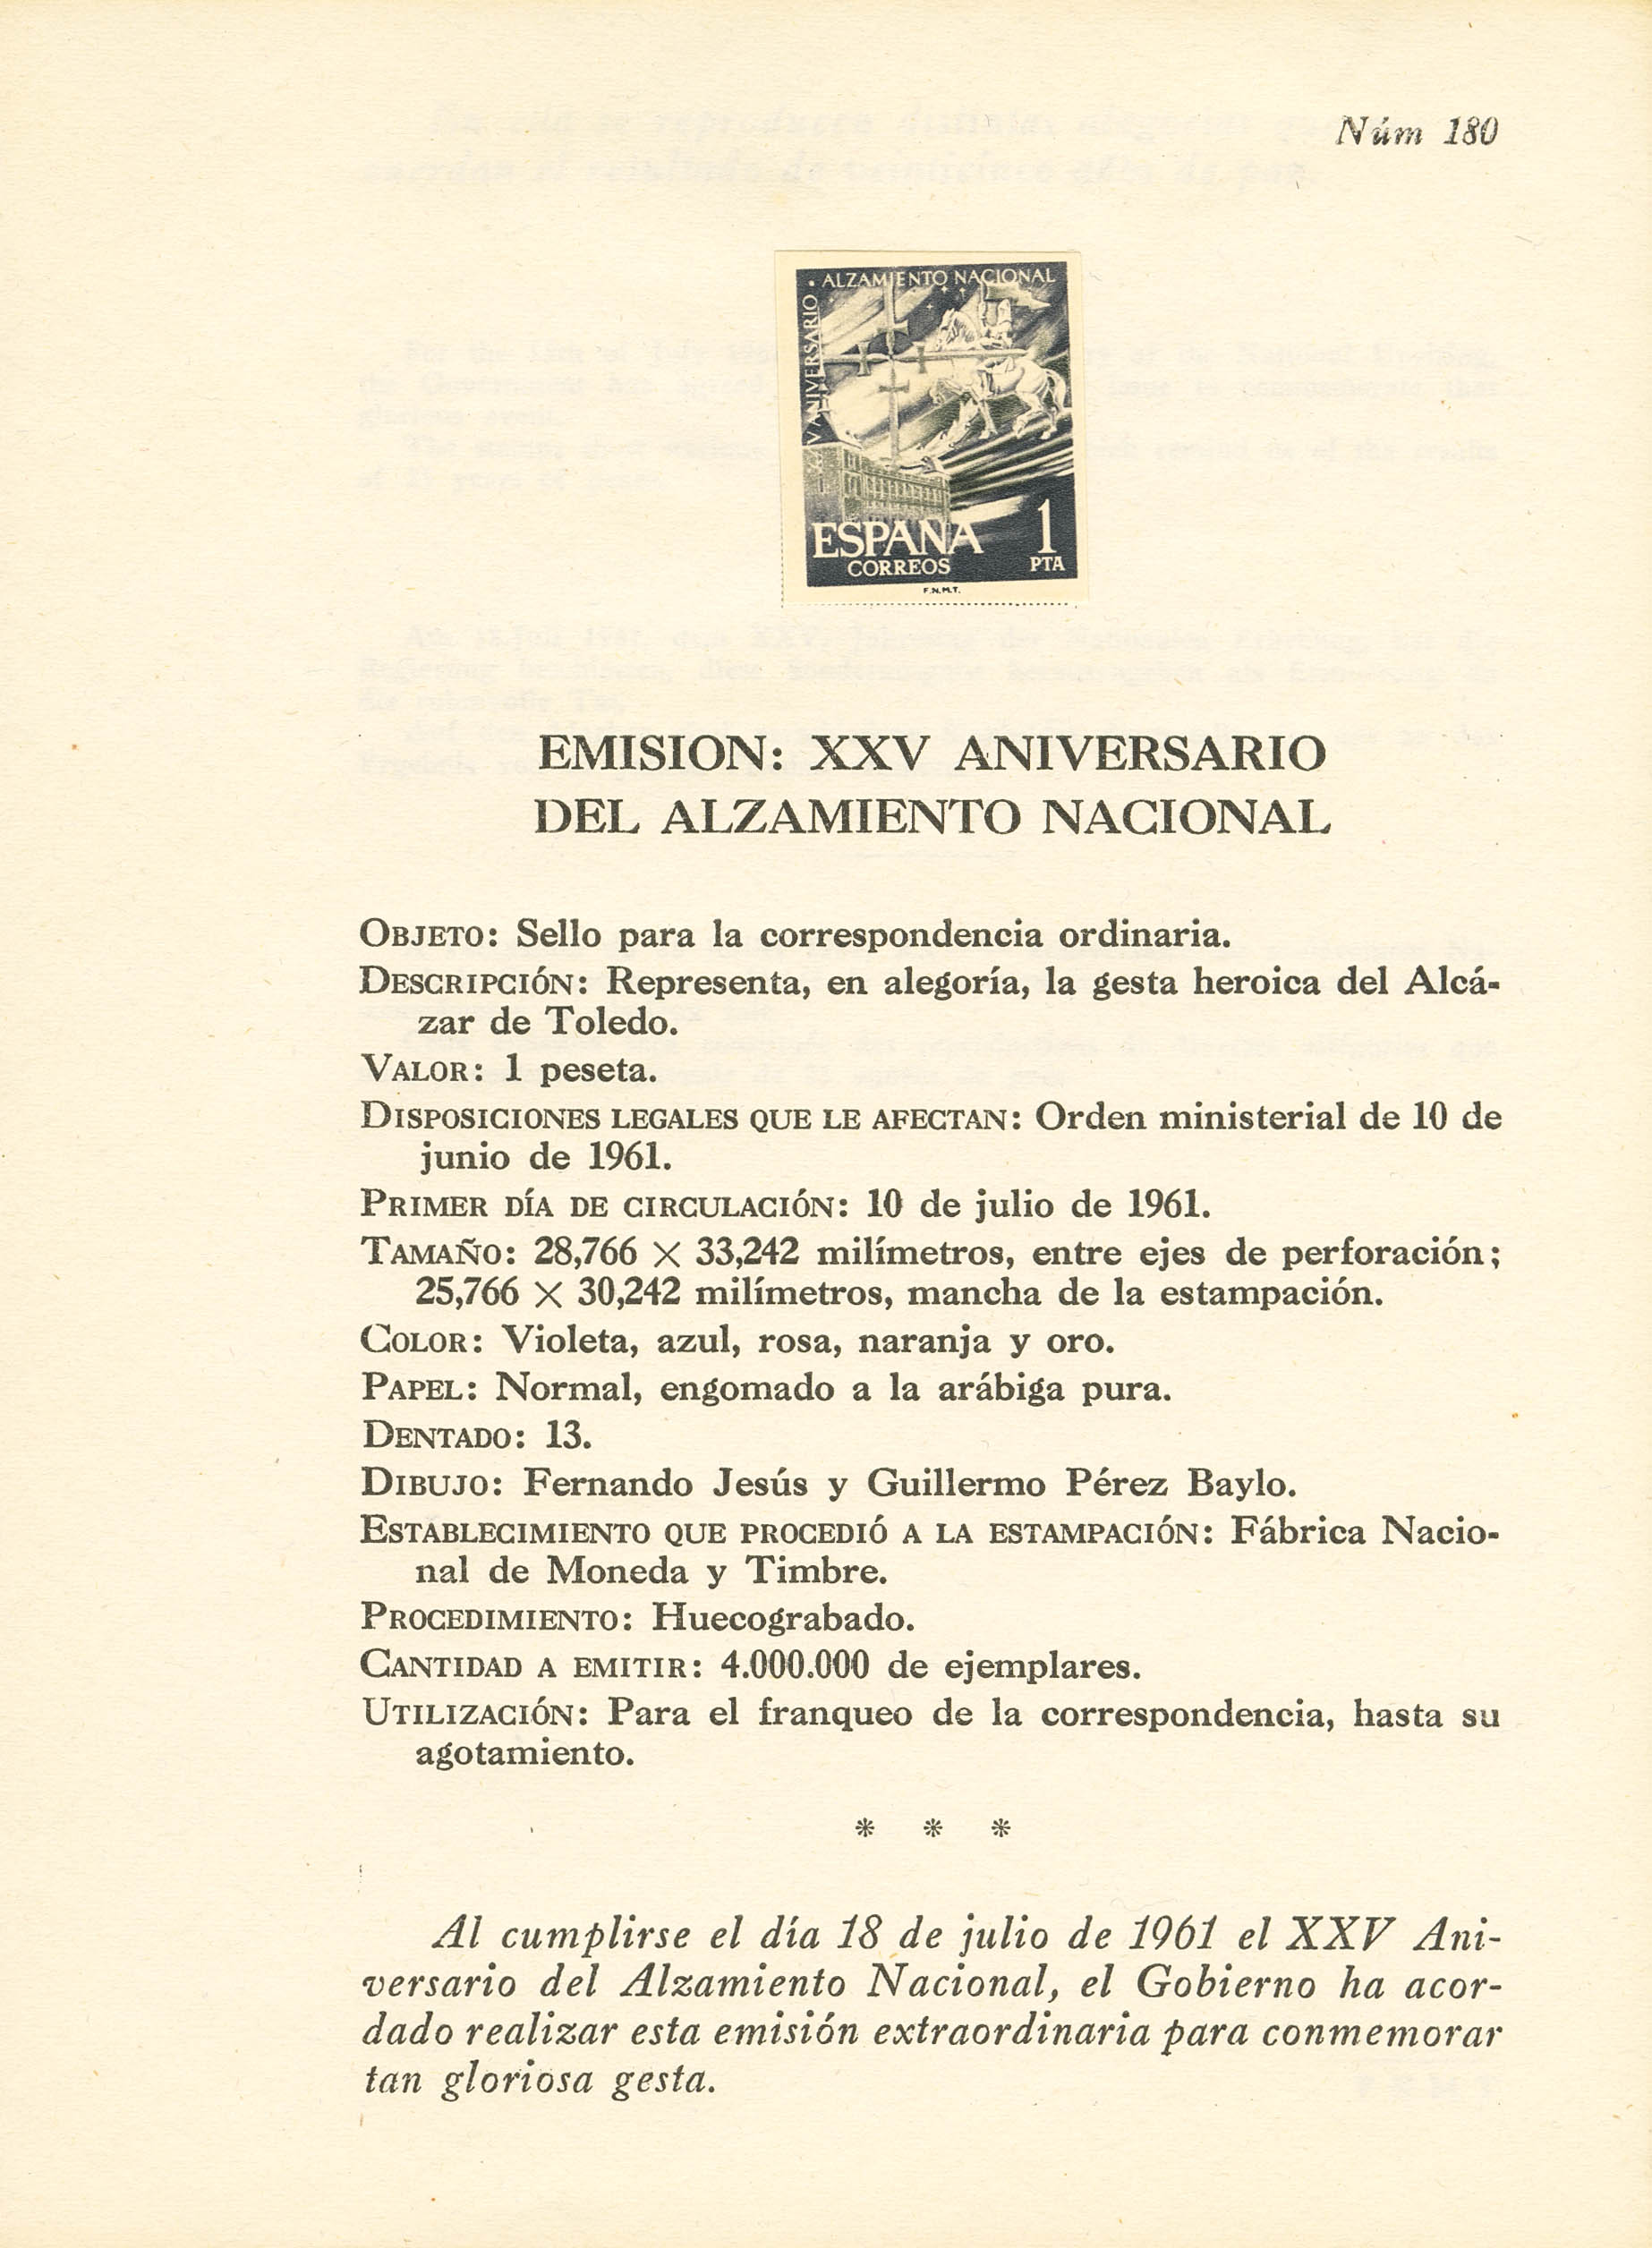 Núm 180
· ALZAMIENTO NACIONAL
V ANIVERSARIO
ESPAÑA
1
CORREOS
PTA
F.N.M.T.
EMISION: XXV ANIVERSARIO
DEL ALZAMIENTO NACIONAL
OBJETO: Sello para la correspondencia ordinaria.
DESCRIPCIÓN: Representa, en alegoría, la gesta heroica del Alcá-
zar de Toledo.
VALOR: 1 peseta.
DISPOSICIONES LEGALES QUE LE AFECTAN: Orden ministerial de 10 de
junio de 1961.
PRIMER DÍA DE CIRCULACIÓN: 10 de julio de 1961.
TAMAÑO: 28,766 × 33,242 milímetros, entre ejes de perforación;
25,766 × 30,242 milímetros, mancha de la estampación.
COLOR: Violeta, azul, rosa, naranja y oro.
PAPEL: Normal, engomado a la arábiga pura.
DENTADO: 13.
DIBUJO: Fernando Jesús y Guillermo Pérez Baylo.
ESTABLECIMIENTO QUE PROCEDIÓ A LA ESTAMPACIÓN: Fábrica Nacio-
nal de Moneda y Timbre.
PROCEDIMIENTO: Huecograbado.
CANTIDAD A EMITIR: 4.000.000 de ejemplares.
UTILIZACIÓN: Para el franqueo de la correspondencia, hasta su
agotamiento.
* * *
Al cumplirse el día 18 de julio de 1961 el XXV Ani-
versario del Alzamiento Nacional, el Gobierno ha acor-
dado realizar esta emisión extraordinaria para conmemorar
tan gloriosa gesta.